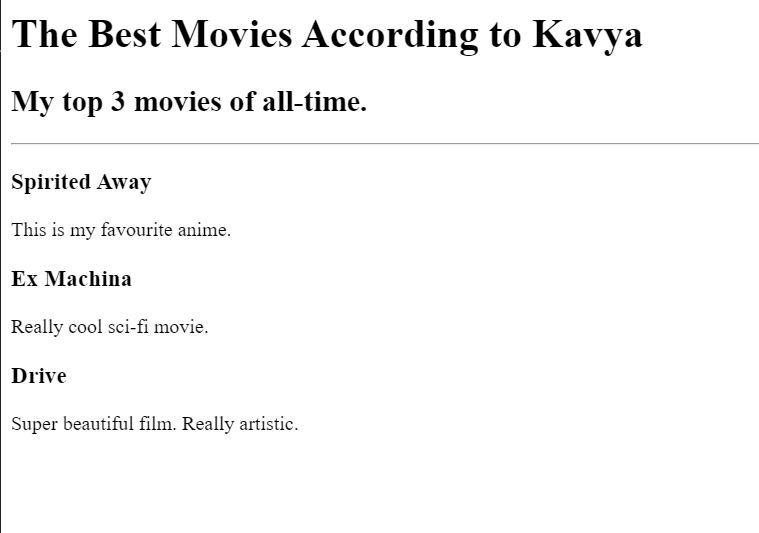 The Best Movies According to Kavya
My top 3 movies of all-time.
Spirited Away
This is my favourite anime.
Ex Machina
Really cool sci-fi movie.
Drive
Super beautiful film. Really artistic.